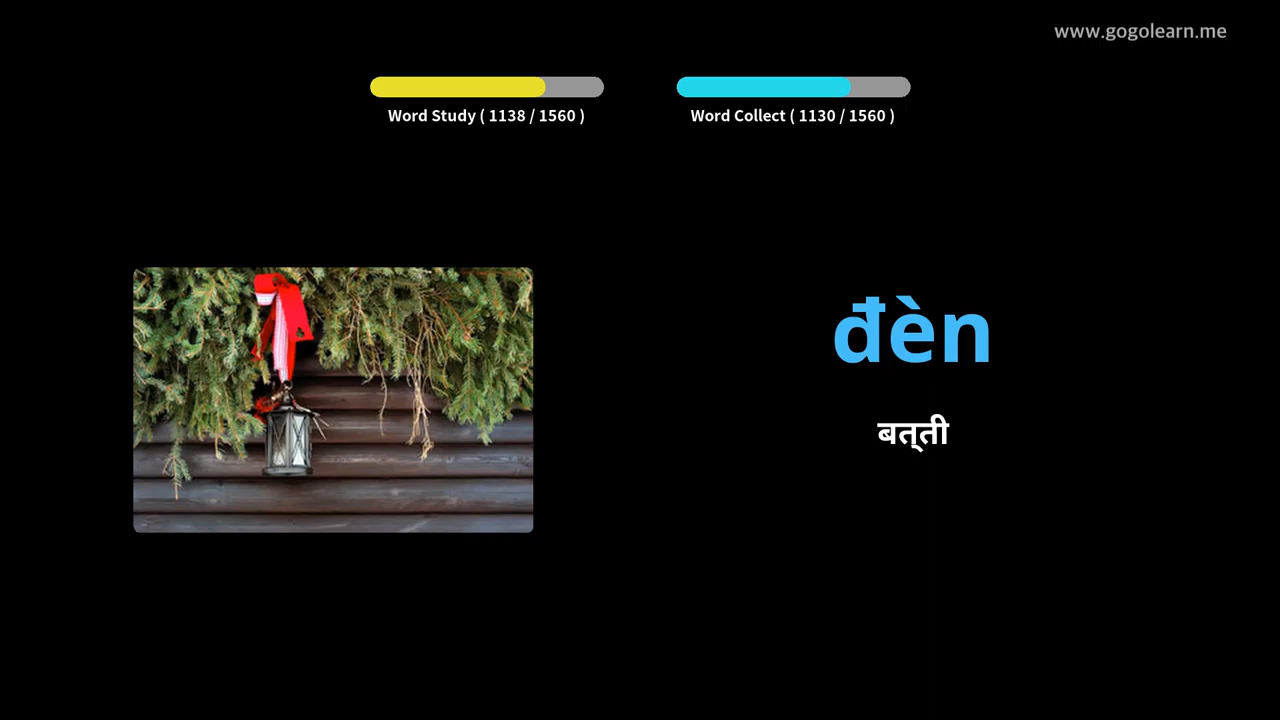 www.gogolearn.me
Word Study ( 1138 / 1560 )
Word Collect ( 1130 / 1560 )
đèn
बत्ती